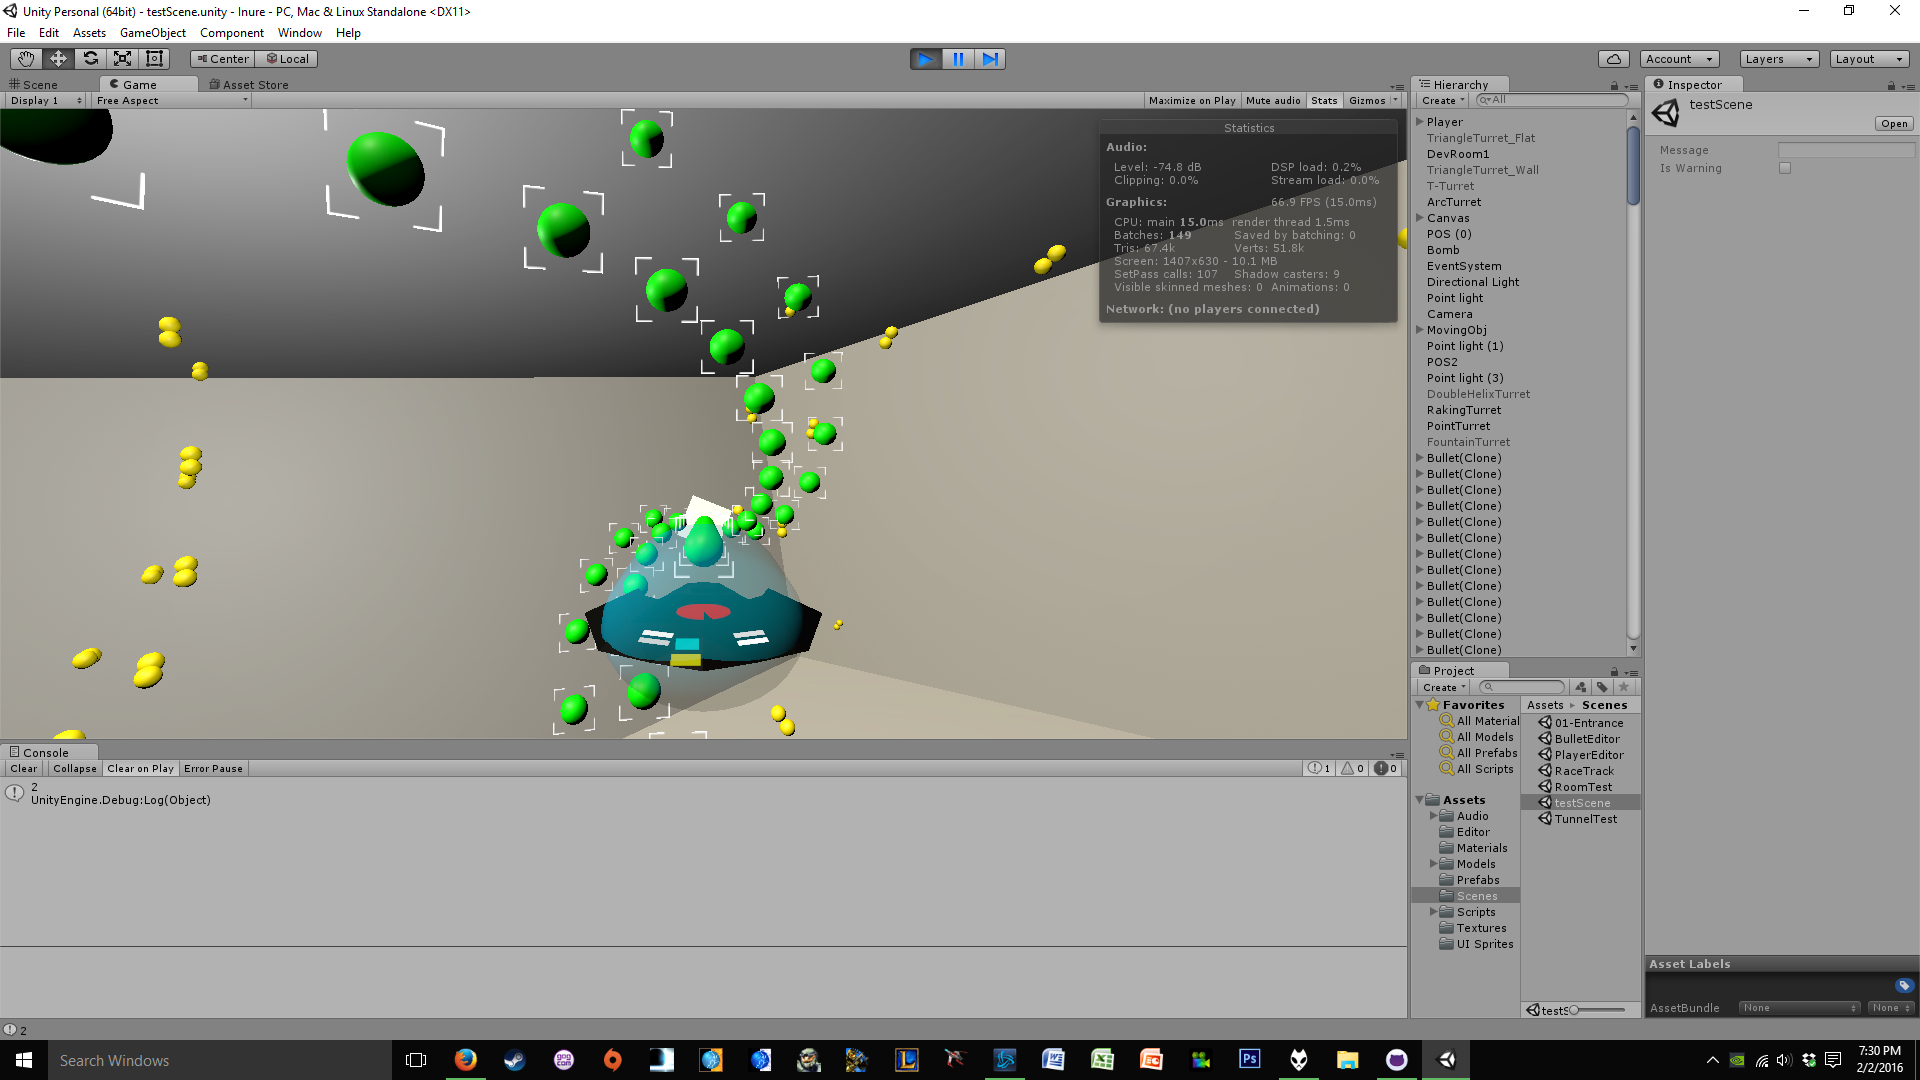 Unity Personal (64bit) - testScene.unity - Inure - PC, Mac & Linux Standalone <DX11>
File Edit Assets GameObject Component Window Help
Center Local Account Layers Layout
Scene Game Asset Store
Display 1 Free Aspect Maximize on Play Mute audio Stats Gizmos
Statistics
Audio:
Level: -74.8 dB DSP load: 0.2%
Clipping: 0.0% Stream load: 0.0%
Graphics: 66.9 FPS (15.0ms)
CPU: main 15.0ms render thread 1.5ms
Batches: 149 Saved by batching: 0
Tris: 67.4k Verts: 51.8k
Screen: 1407x630 - 10.1 MB
SetPass calls: 107 Shadow casters: 9
Visible skinned meshes: 0 Animations: 0
Network: (no players connected)
Hierarchy
Create All
Player
TriangleTurret_Flat
DevRoom1
TriangleTurret_Wall
T-Turret
ArcTurret
Canvas
POS (0)
Bomb
EventSystem
Directional Light
Point light
Camera
MovingObj
Point light (1)
POS2
Point light (3)
DoubleHelixTurret
RakingTurret
PointTurret
FountainTurret
Bullet(Clone)
Bullet(Clone)
Bullet(Clone)
Bullet(Clone)
Bullet(Clone)
Bullet(Clone)
Bullet(Clone)
Bullet(Clone)
Bullet(Clone)
Bullet(Clone)
Bullet(Clone)
Bullet(Clone)
Bullet(Clone)
Inspector
testScene
Open
Message
Is Warning
Project
Create
Favorites
All Material
All Models
All Prefabs
All Scripts
Assets
Audio
Editor
Materials
Models
Prefabs
Scenes
Scripts
Textures
UI Sprites
Assets Scenes
01-Entrance
BulletEditor
PlayerEditor
RaceTrack
RoomTest
testScene
TunnelTest
testS
Asset Labels
AssetBundle None None
Console
Clear Collapse Clear on Play Error Pause 1 0 0
2
UnityEngine.Debug:Log(Object)
2
Search Windows
gog
com
L
Ps
7:30 PM
2/2/2016